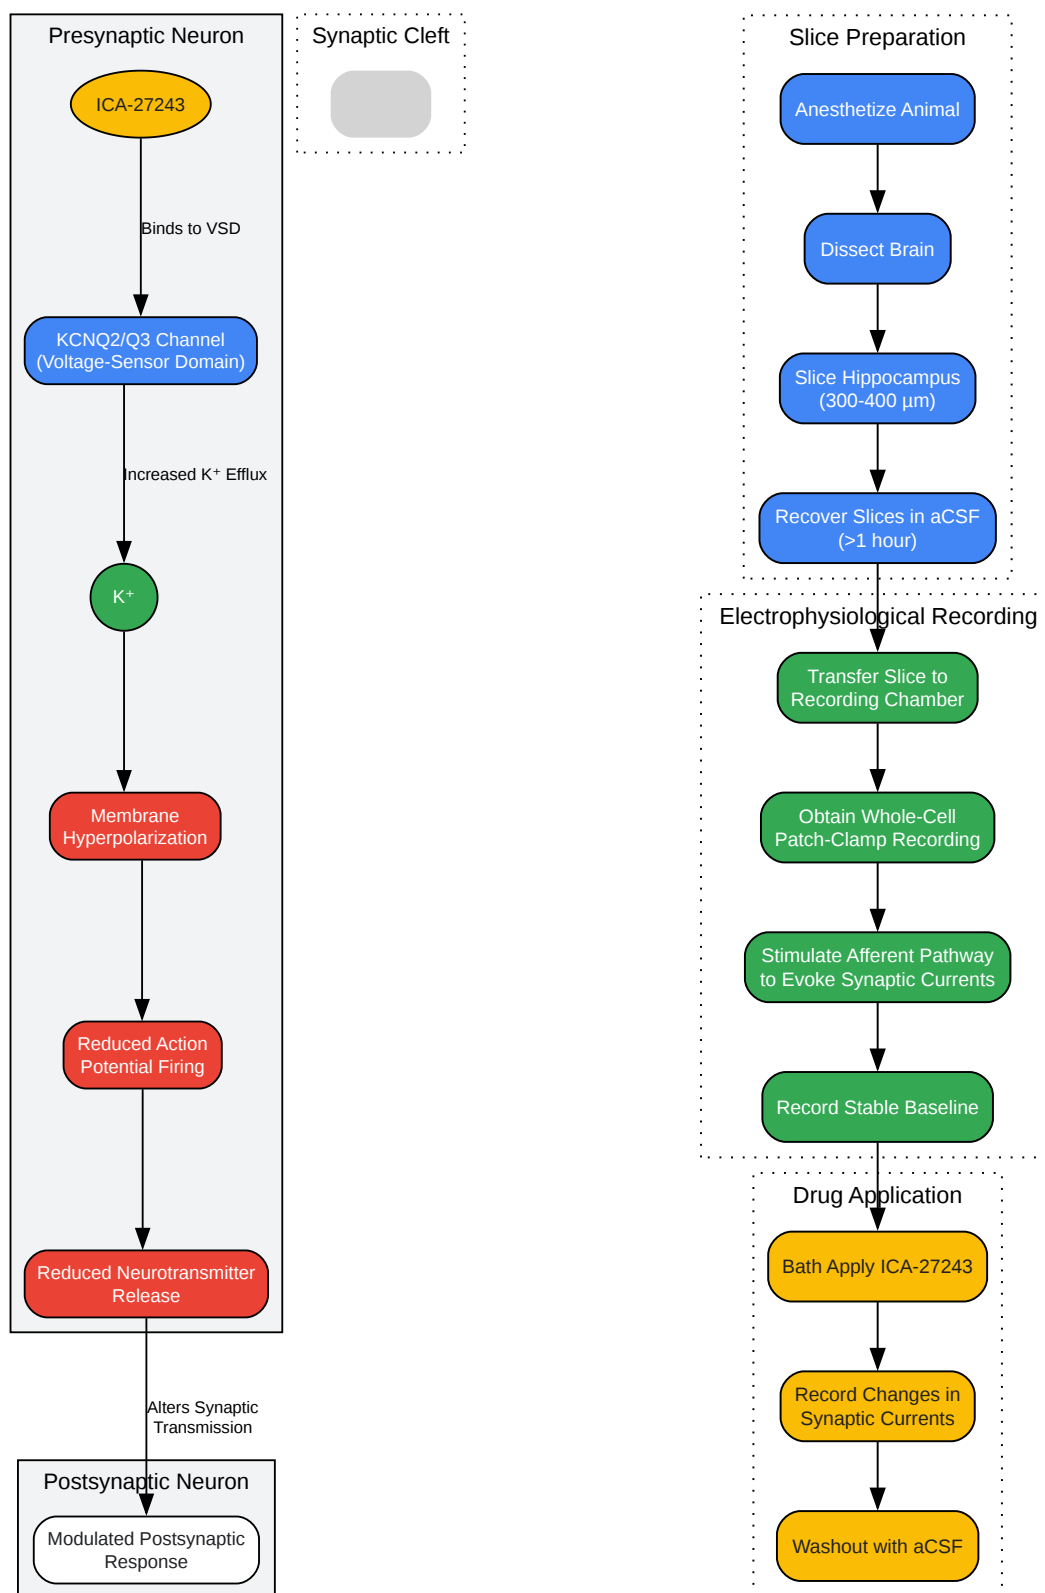 Presynaptic Neuron
ICA-27243
Binds to VSD
KCNQ2/Q3 Channel
(Voltage-Sensor Domain)
Increased K⁺ Efflux
K⁺
Membrane
Hyperpolarization
Reduced Action
Potential Firing
Reduced Neurotransmitter
Release
Alters Synaptic
Transmission
Postsynaptic Neuron
Modulated Postsynaptic
Response
Synaptic Cleft
Slice Preparation
Anesthetize Animal
Dissect Brain
Slice Hippocampus
(300-400 µm)
Recover Slices in aCSF
(>1 hour)
Electrophysiological Recording
Transfer Slice to
Recording Chamber
Obtain Whole-Cell
Patch-Clamp Recording
Stimulate Afferent Pathway
to Evoke Synaptic Currents
Record Stable Baseline
Drug Application
Bath Apply ICA-27243
Record Changes in
Synaptic Currents
Washout with aCSF